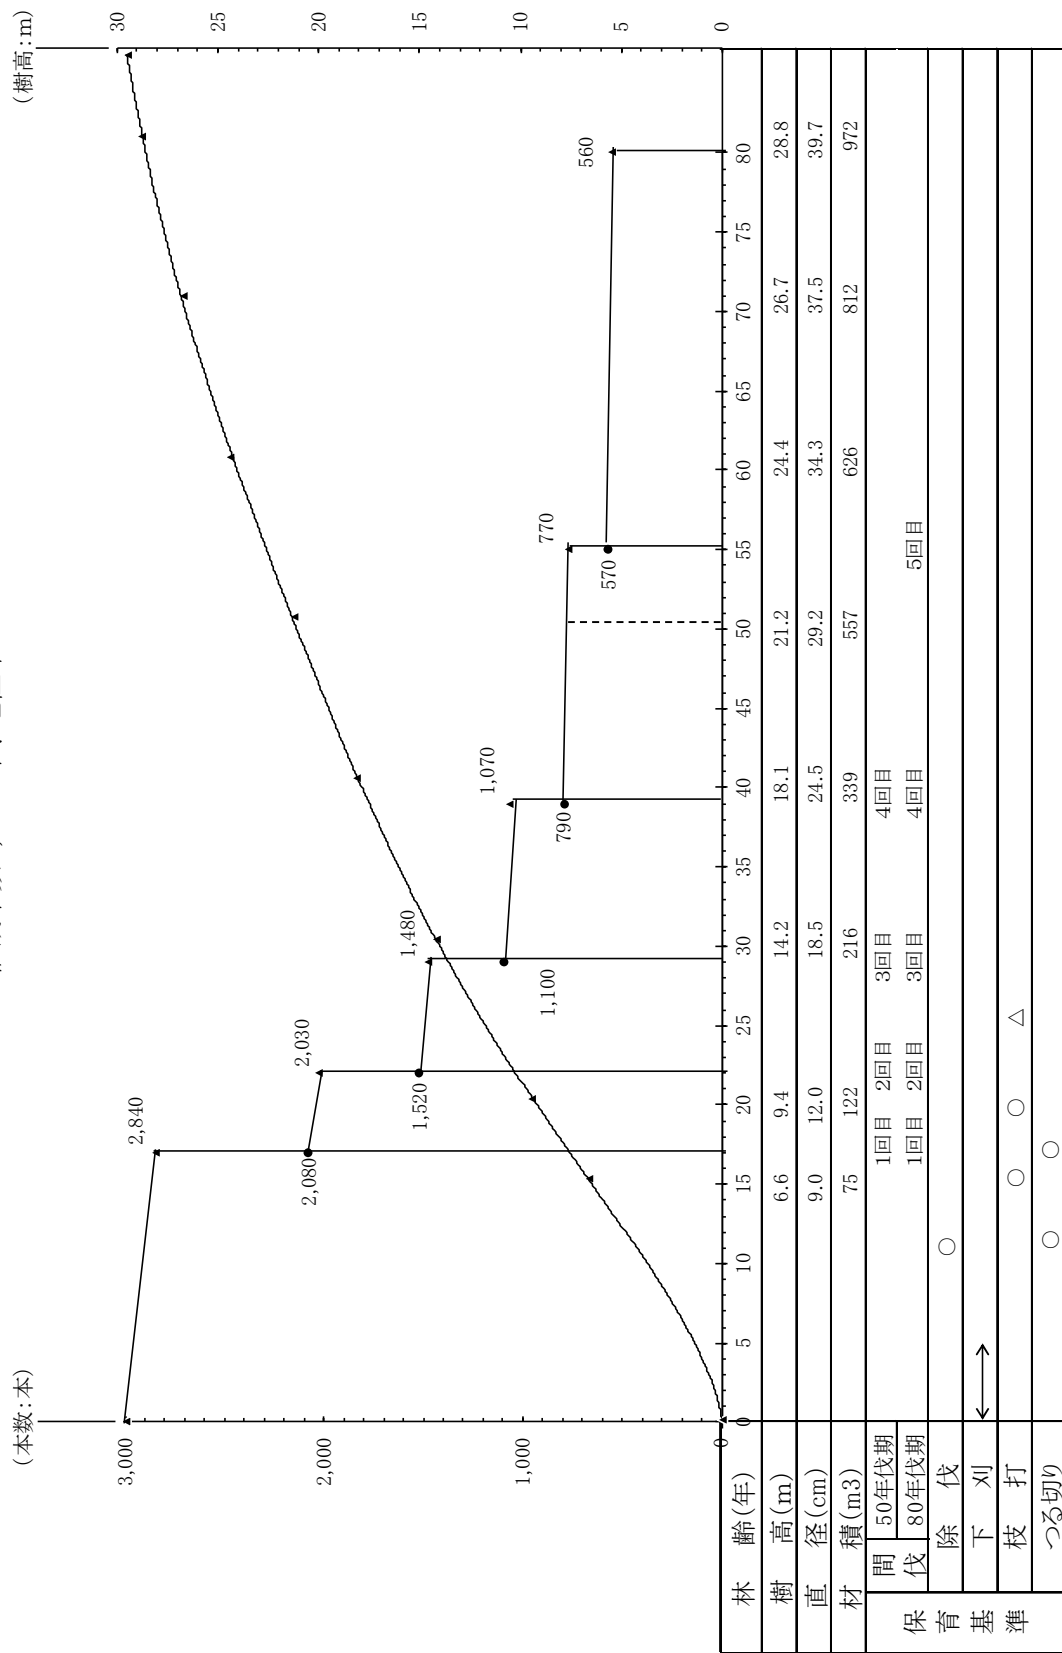 (本数:本)
(樹高:m)
3,000
2,000
1,000
0
30
25
20
15
10
5
0
2,840
2,080
2,030
1,520
1,480
1,100
1,070
790
770
570
560
林 齢(年) 0 5 10 15 20 25 30 35 40 45 50 55 60 65 70 75 80
樹 高(m) 6.6 9.4 14.2 18.1 21.2 24.4 26.7 28.8
直 径(cm) 9.0 12.0 18.5 24.5 29.2 34.3 37.5 39.7
材 積(m3) 75 122 216 339 557 626 812 972
保育基準
間伐
50年伐期 1回目 2回目 3回目 4回目
80年伐期 1回目 2回目 3回目 4回目 5回目
除 伐 ○
下 刈 ↔
枝 打 ○ ○ △
つる切り ○ ○